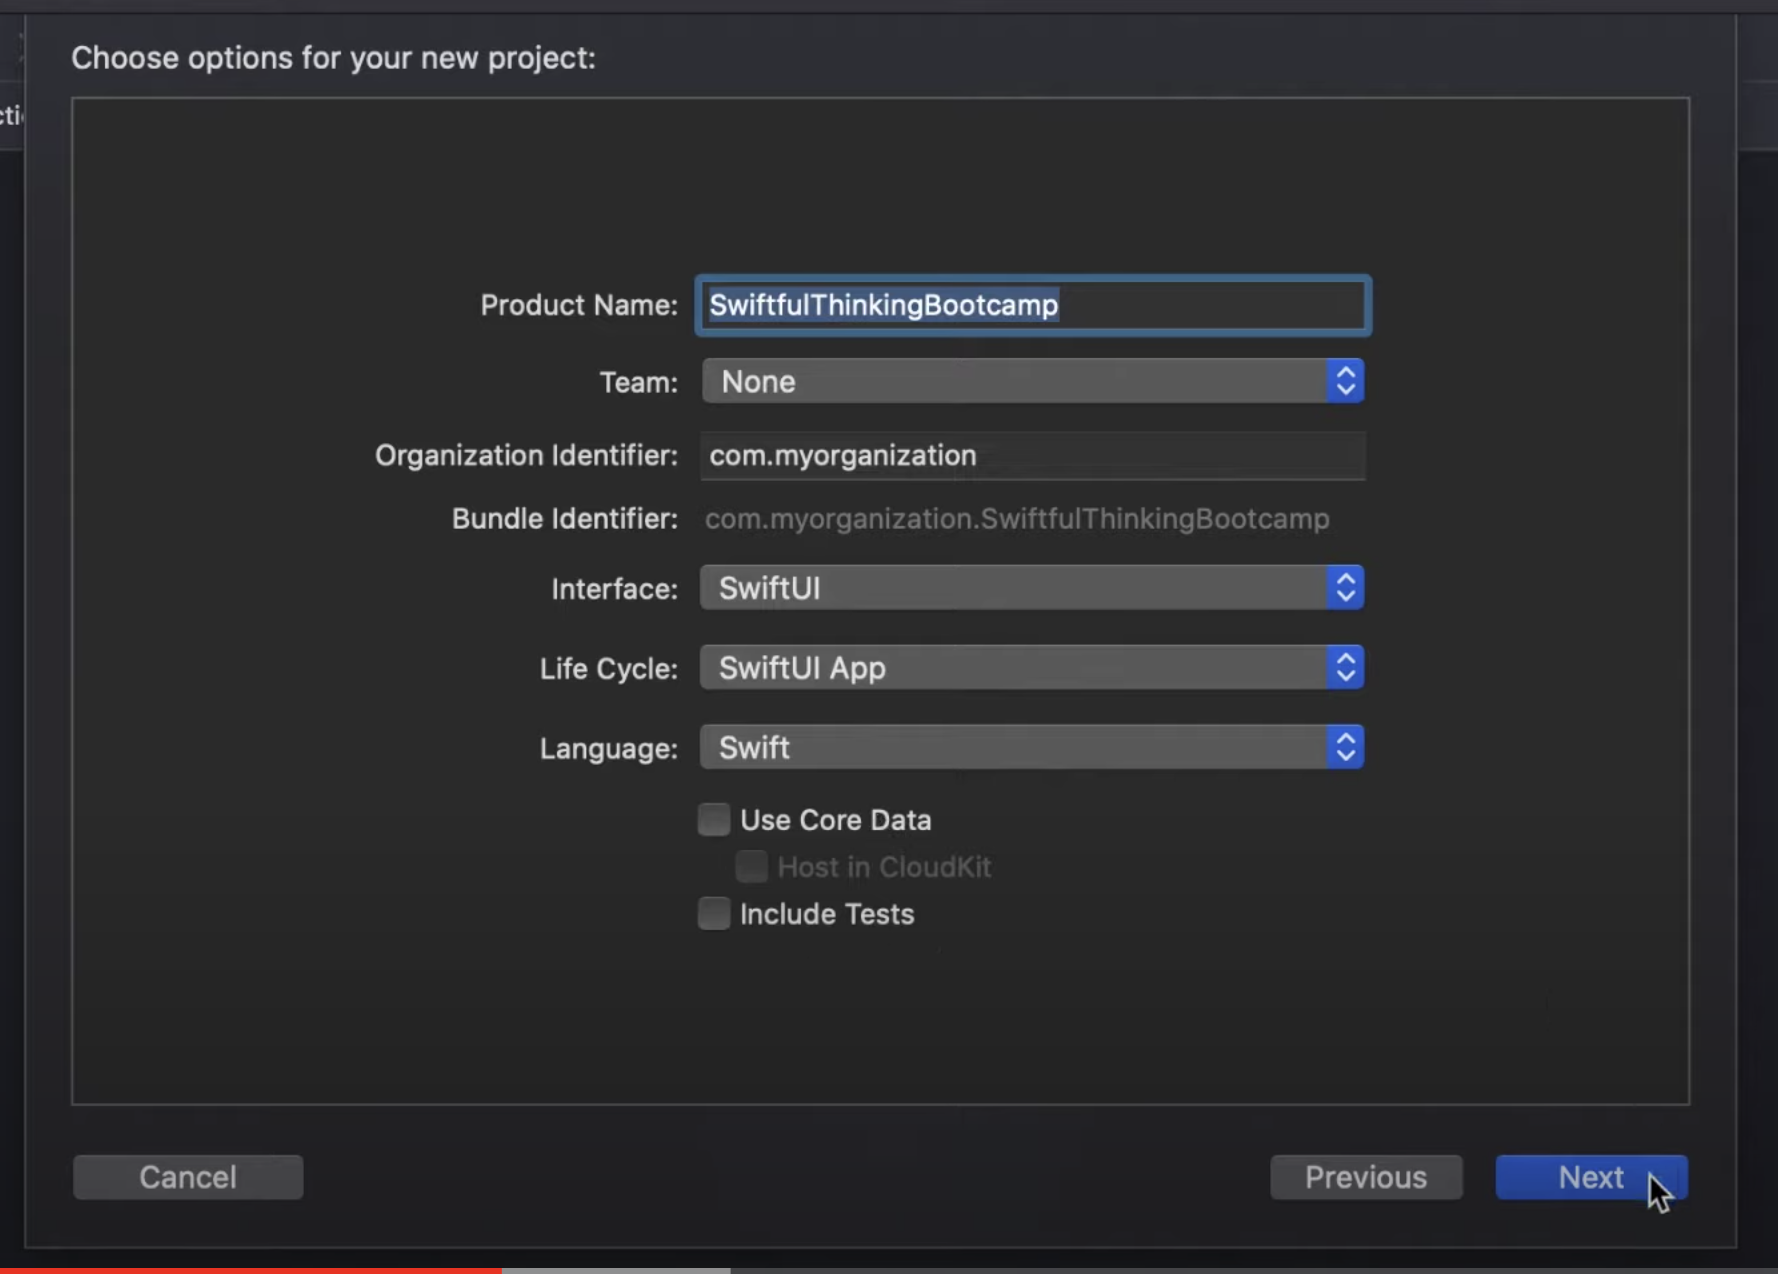 Choose options for your new project:
Product Name: SwiftfulThinkingBootcamp
Team: None
Organization Identifier: com.myorganization
Bundle Identifier: com.myorganization.SwiftfulThinkingBootcamp
Interface: SwiftUI
Life Cycle: SwiftUI App
Language: Swift
Use Core Data
Host in CloudKit
Include Tests
Cancel Previous Next